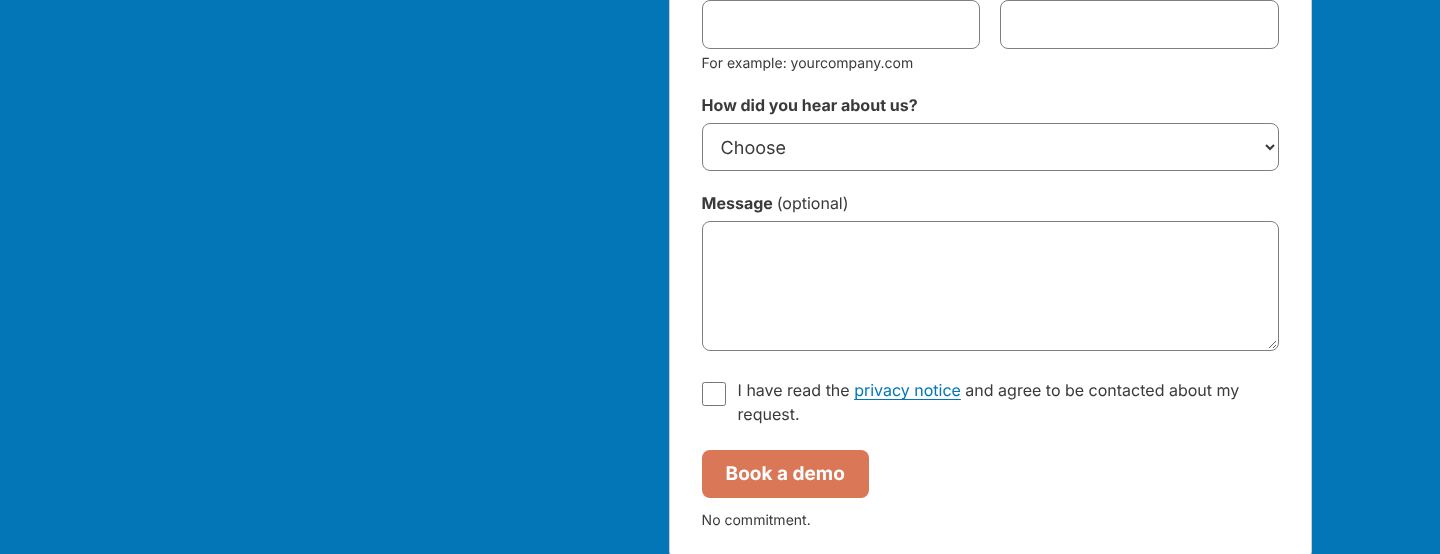 For example: yourcompany.com
How did you hear about us?
Choose
Message (optional)
I have read the privacy notice and agree to be contacted about my
request.
Book a demo
No commitment.